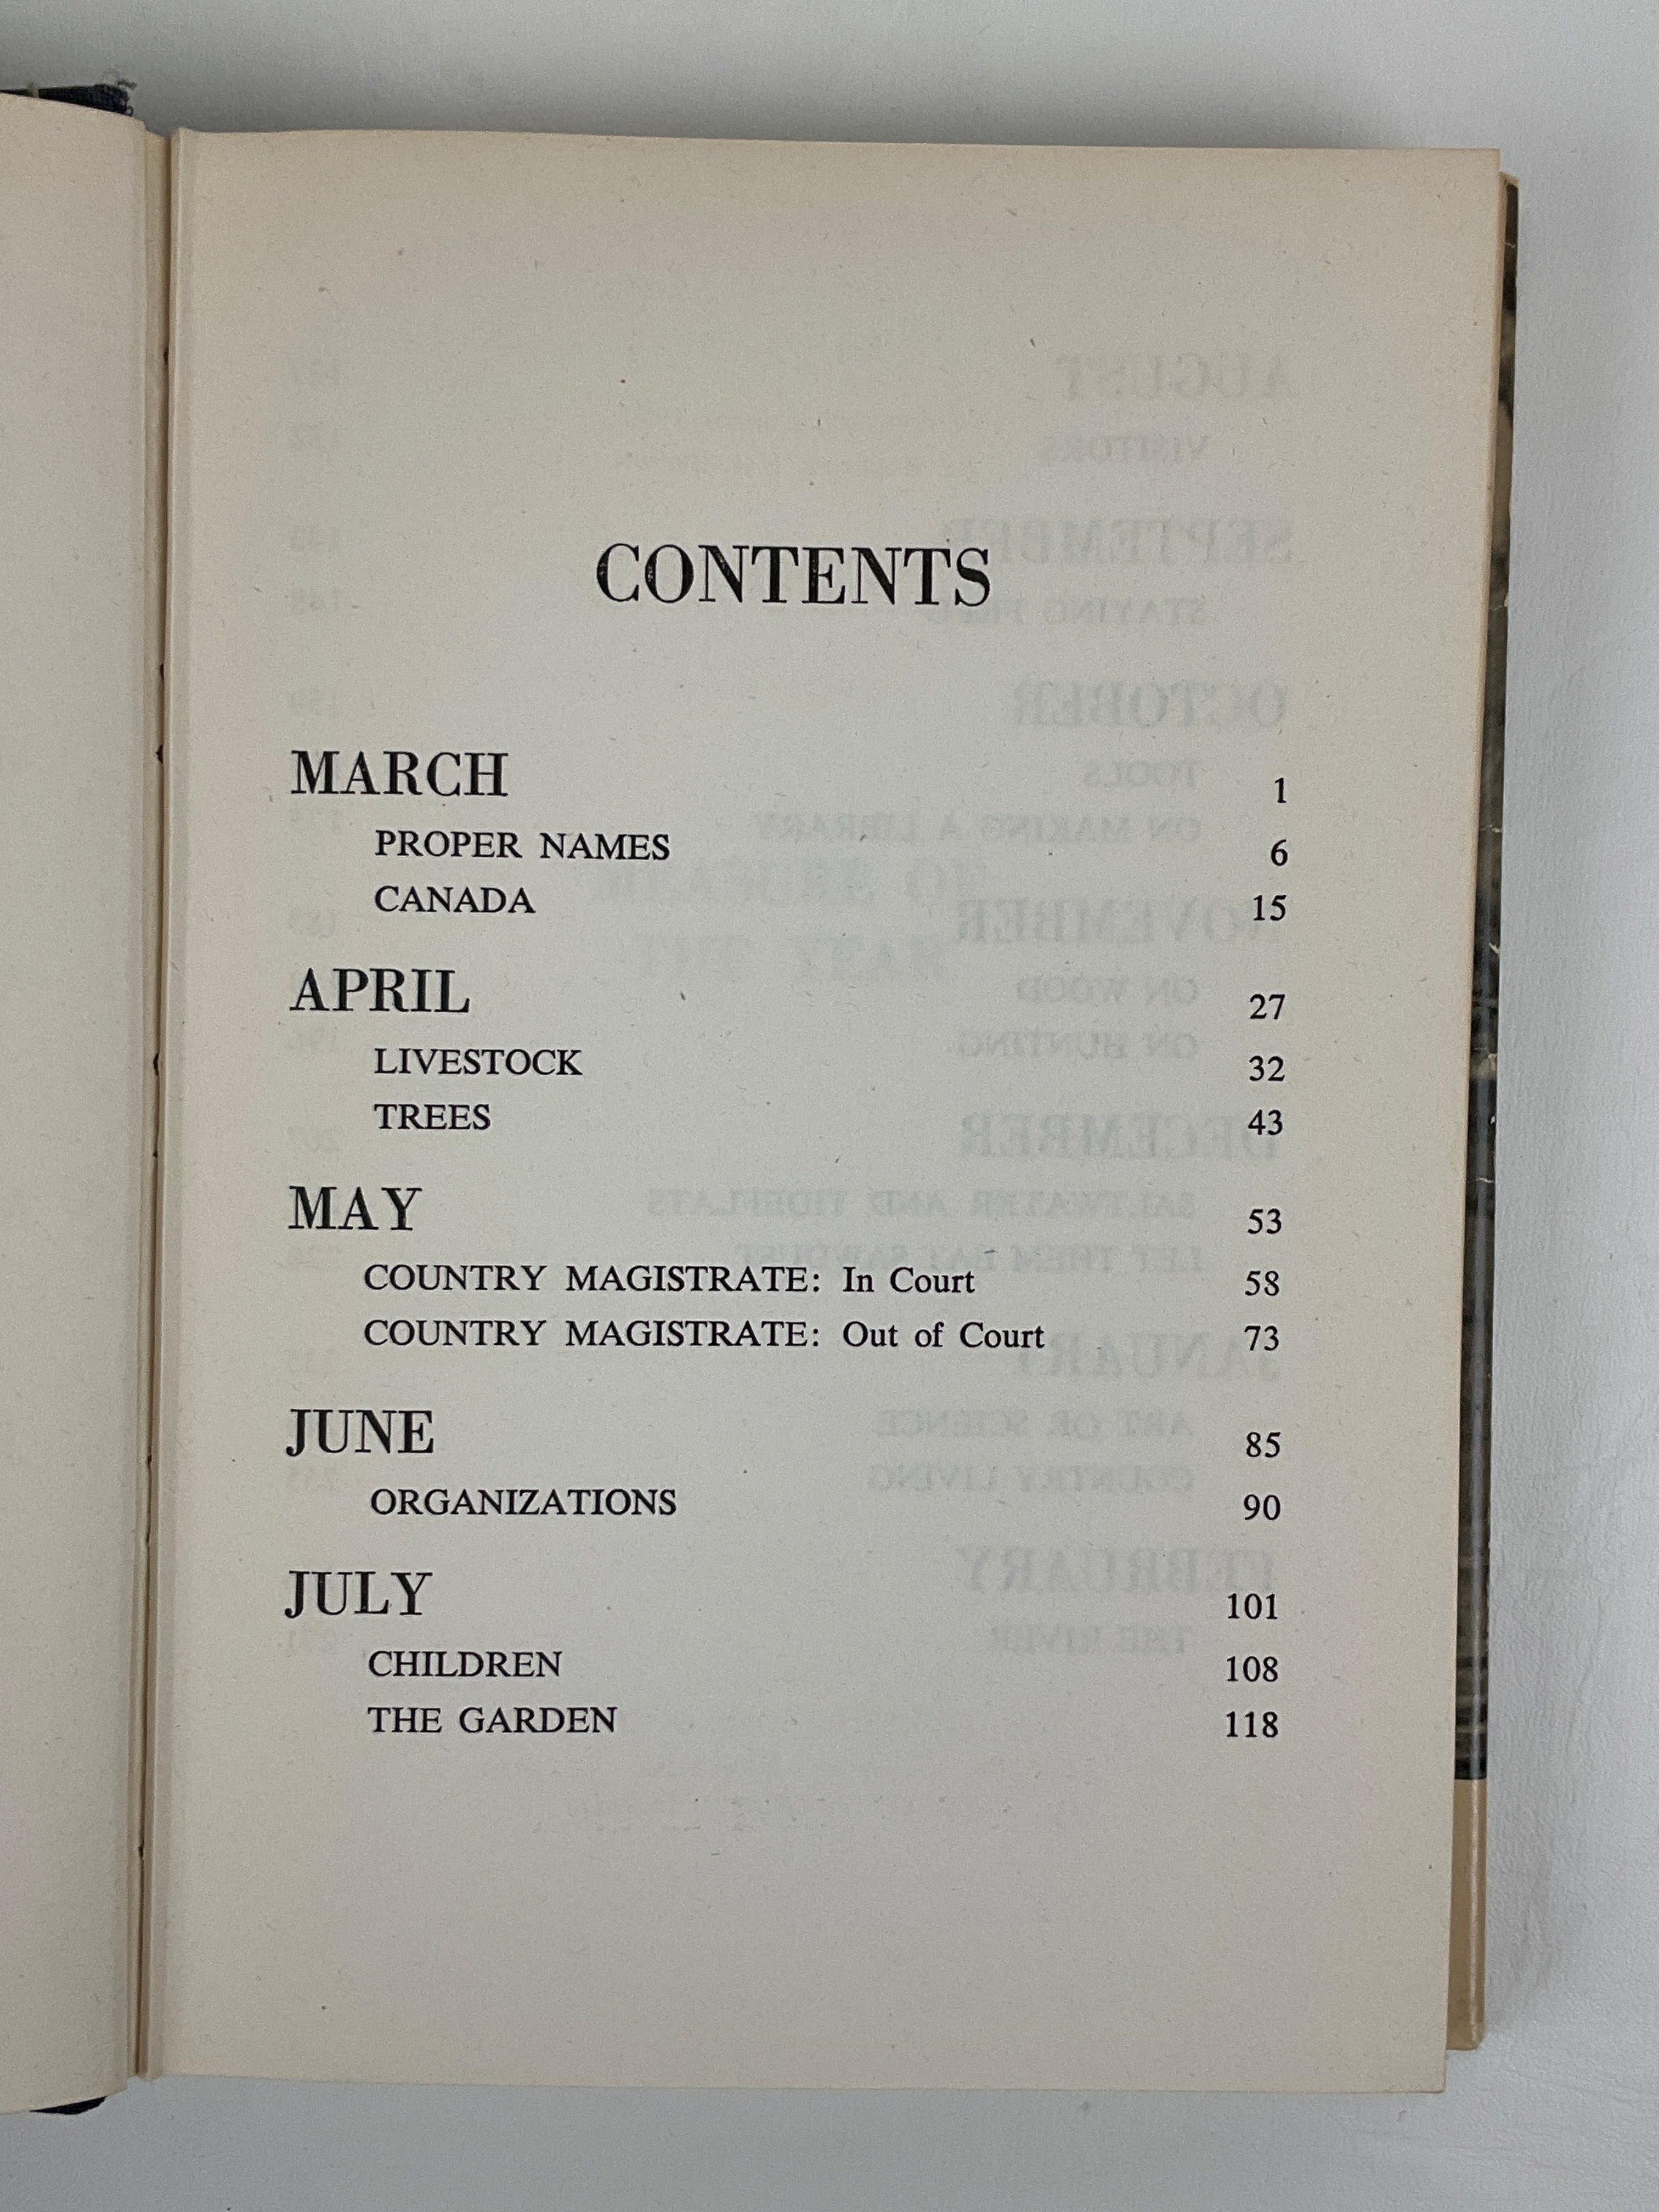 CONTENTS
MARCH 1
PROPER NAMES 6
CANADA 15
APRIL 27
LIVESTOCK 32
TREES 43
MAY 53
COUNTRY MAGISTRATE: In Court 58
COUNTRY MAGISTRATE: Out of Court 73
JUNE 85
ORGANIZATIONS 90
JULY 101
CHILDREN 108
THE GARDEN 118